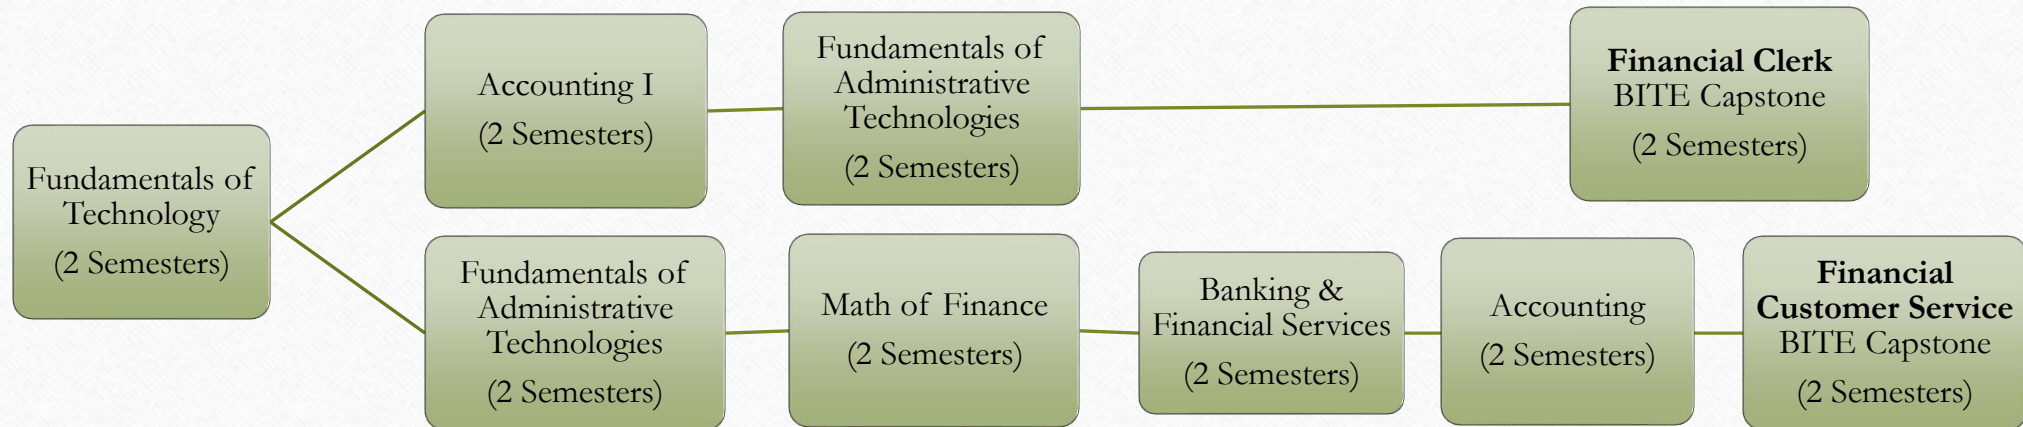 Fundamentals of
Technology
(2 Semesters)
Accounting I
(2 Semesters)
Fundamentals of
Administrative
Technologies
(2 Semesters)
Financial Clerk
BITE Capstone
(2 Semesters)
Fundamentals of
Administrative
Technologies
(2 Semesters)
Math of Finance
(2 Semesters)
Banking &
Financial Services
(2 Semesters)
Accounting
(2 Semesters)
Financial
Customer Service
BITE Capstone
(2 Semesters)